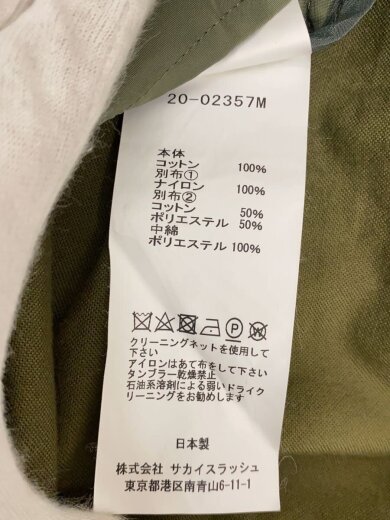 20-02357M
本体
コットン 100%
別布①
ナイロン 100%
別布②
コットン 50%
ポリエステル 50%
中綿
ポリエステル 100%
P W
クリーニングネットを使用して
下さい
アイロンはあて布をして下さい
タンブラー乾燥禁止
石油系溶剤による弱いドライク
リーニングをお勧めします
日本製
株式会社 サカイスラッシュ
東京都港区南青山6-11-1